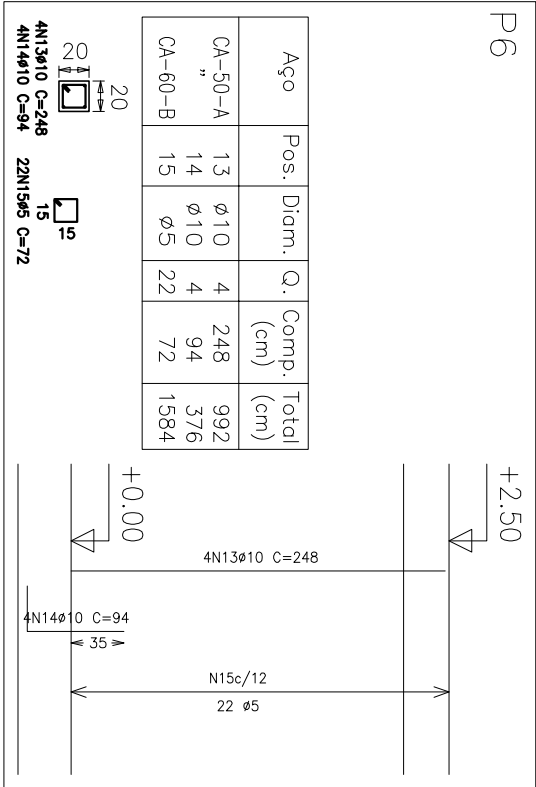 P6
Aço Pos. Diam. Q. Comp. (cm) Total (cm)
CA-50-A 13 ø10 4 248 992
" 14 ø10 4 94 376
CA-60-B 15 ø5 22 72 1584
20
20
4N13ø10 C=248
4N14ø10 C=94
15
15
22N15ø5 C=72
+2.50
+0.00
4N13ø10 C=248
4N14ø10 C=94
35
N15c/12
22 ø5